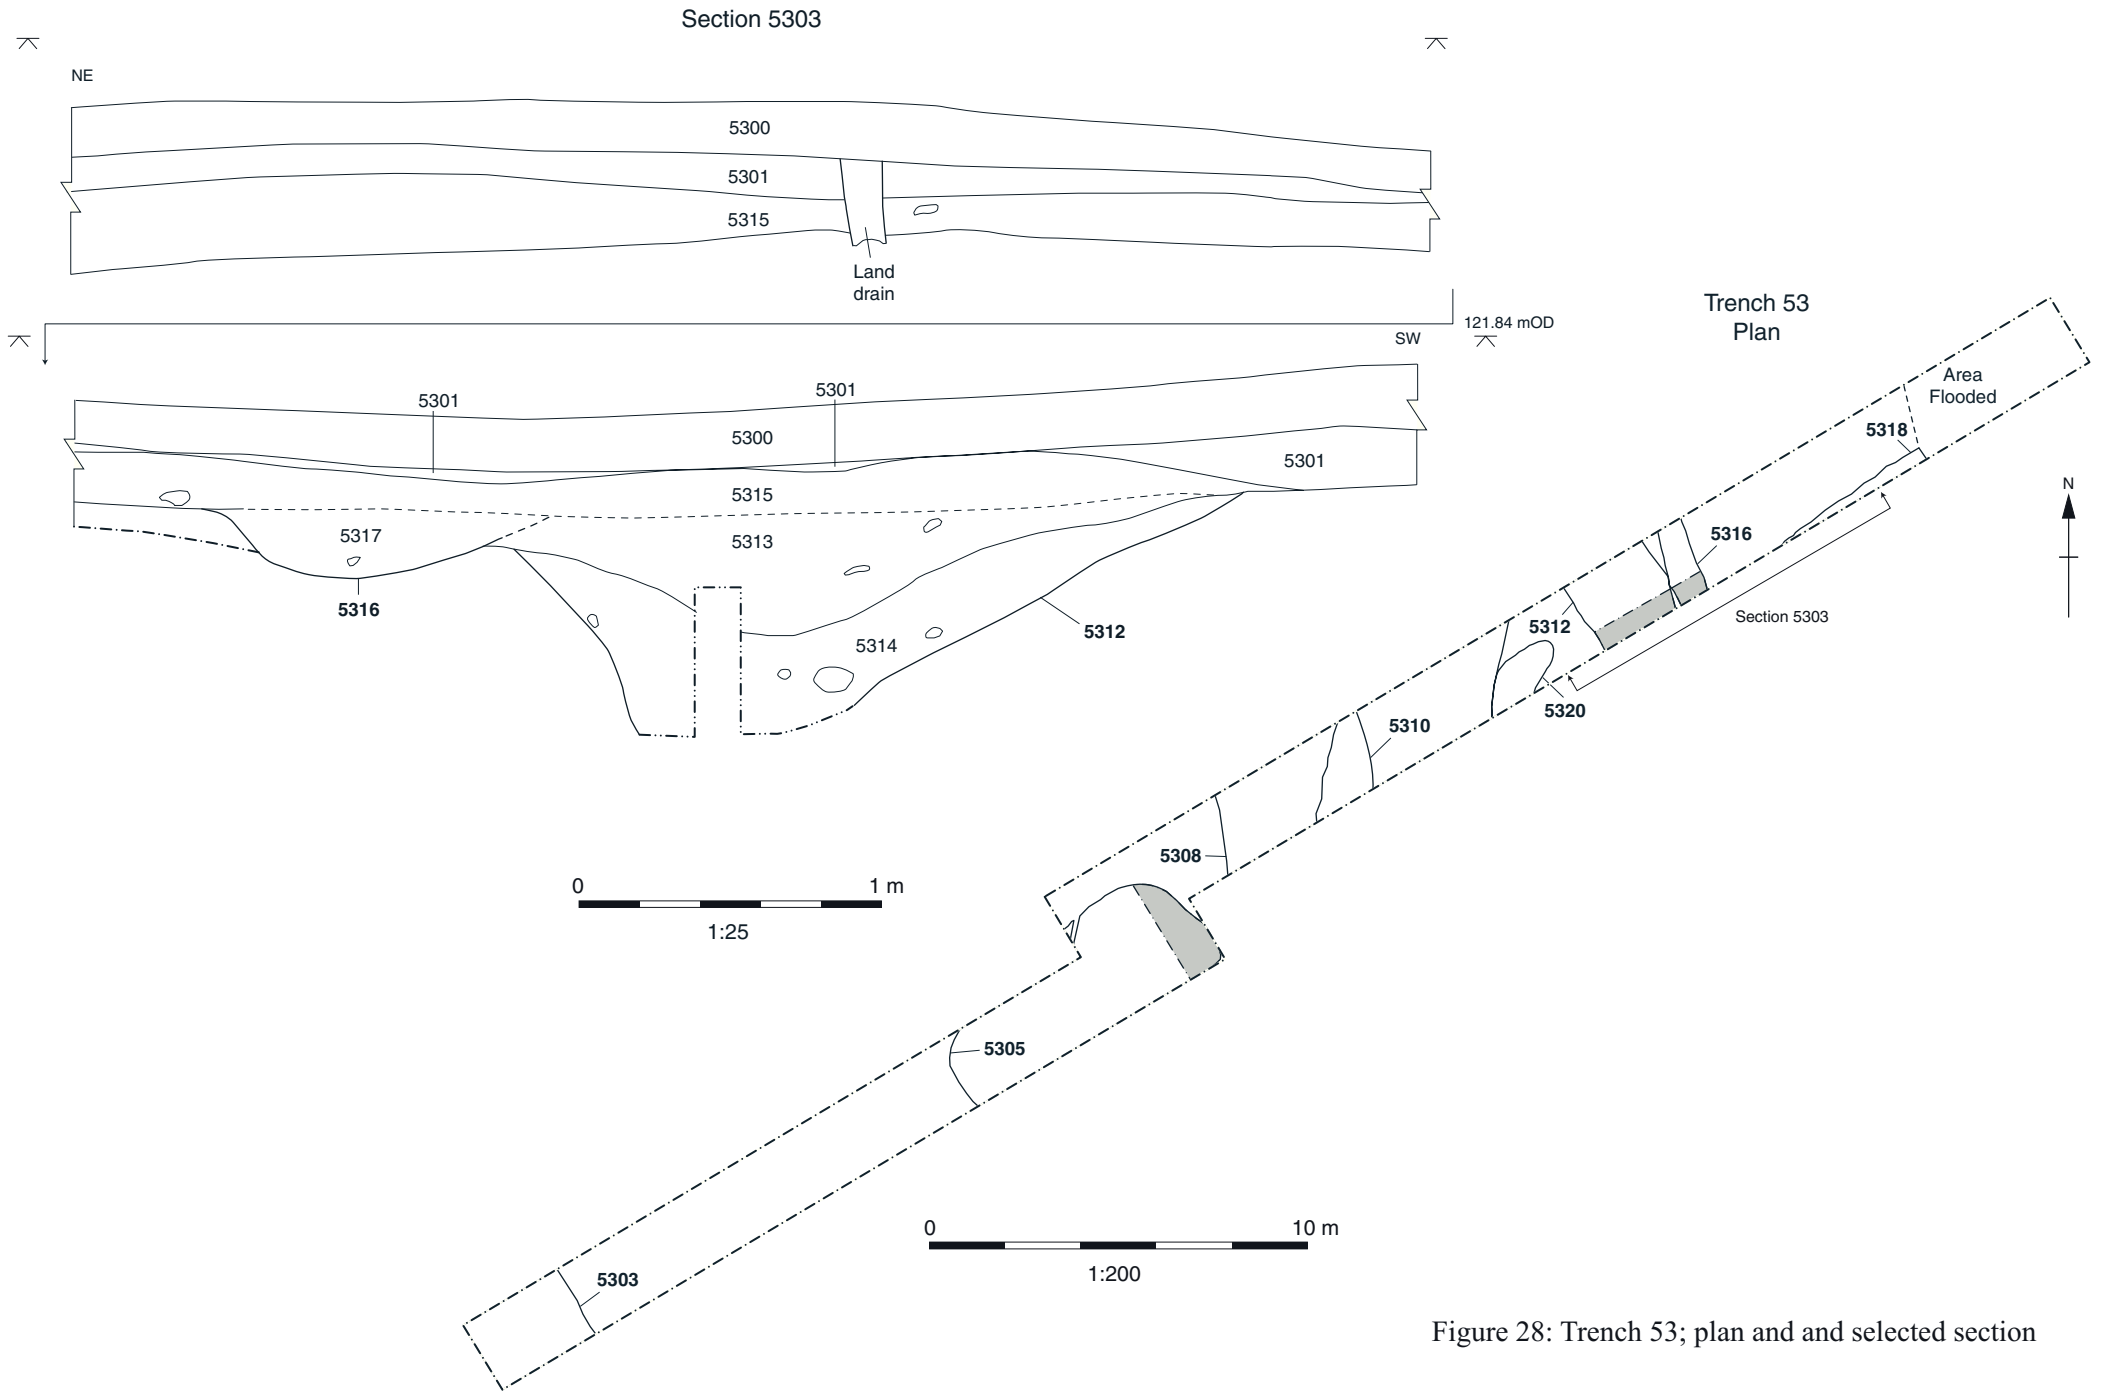 Section 5303
NE
5300
5301
5315
Land
drain
121.84 mOD
SW
5301
5301
5300
5301
5315
5317
5313
5316
5314
5312
0
1 m
1:25
Trench 53
Plan
Area
Flooded
5318
N
5316
Section 5303
5312
5320
5310
5308
5305
5303
0
10 m
1:200
Figure 28: Trench 53; plan and and selected section